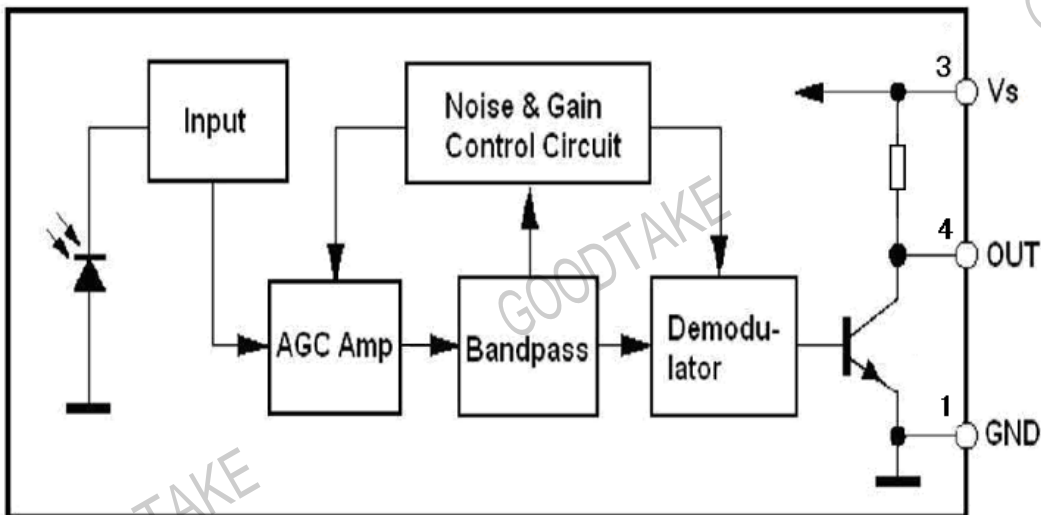 Input
Noise & Gain
Control Circuit
3
Vs
4
OUT
AGC Amp
Bandpass
Demodu-
lator
1
GND
GOODTAKE
TAKE